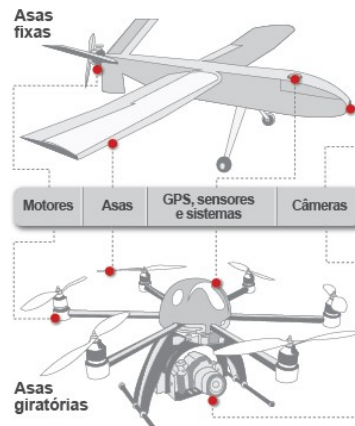 Asas
fixas
Motores
Asas
GPS, sensores
e sistemas
Câmeras
Asas
giratórias